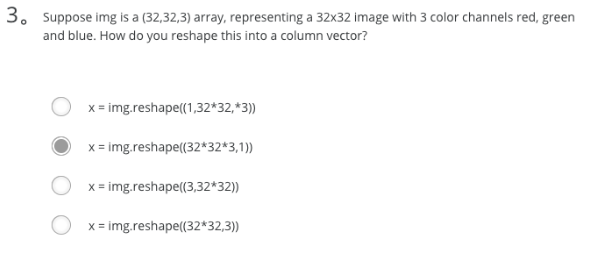 3。 Suppose img is a (32,32,3) array, representing a 32x32 image with 3 color channels red, green
and blue. How do you reshape this into a column vector?
x = img.reshape((1,32*32,*3))
x = img.reshape((32*32*3,1))
x = img.reshape((3,32*32))
x = img.reshape((32*32,3))